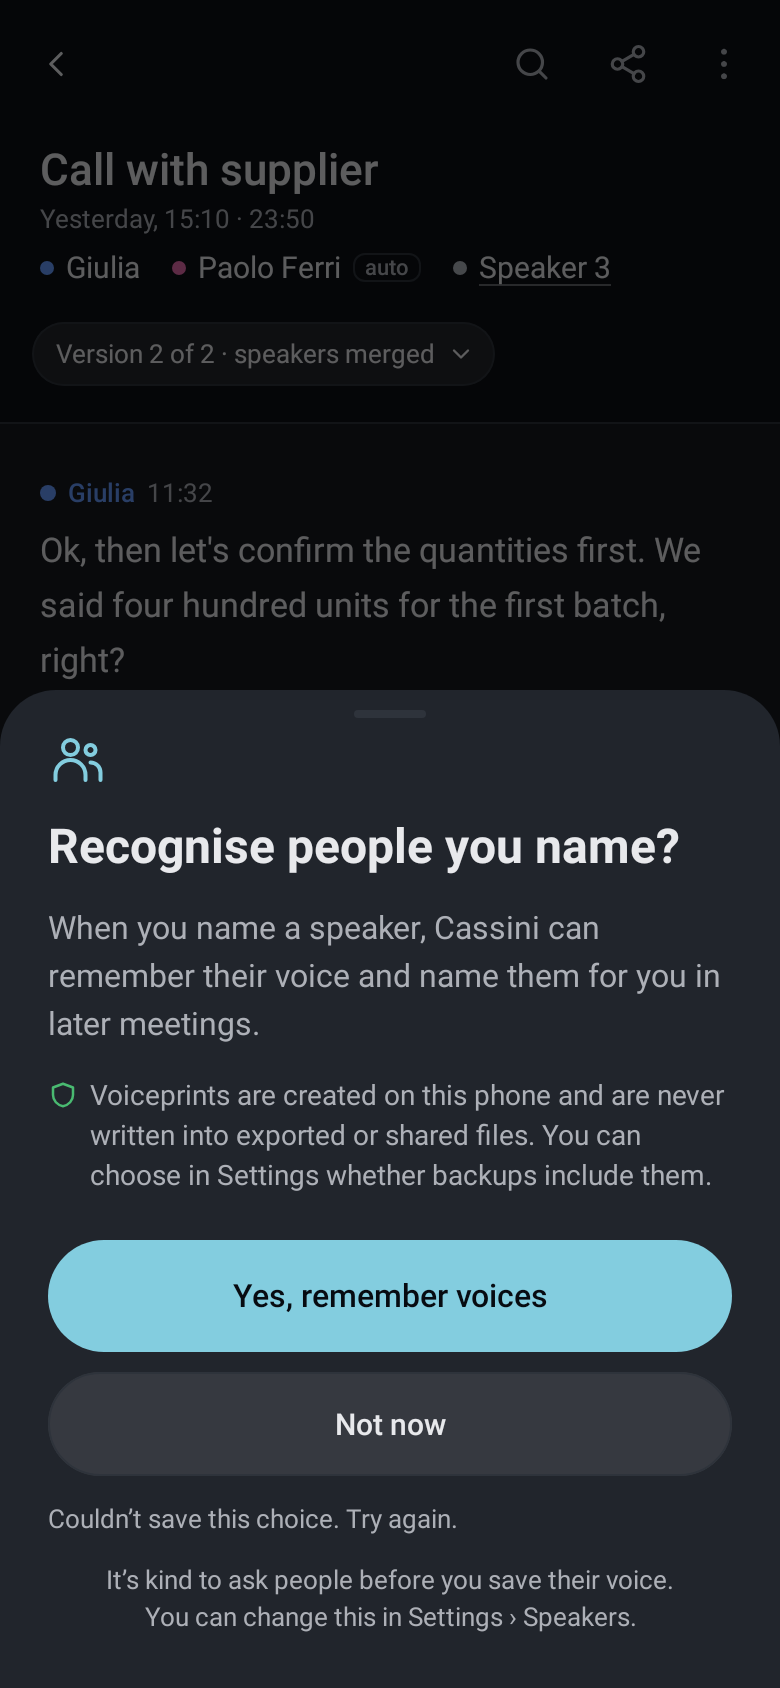 Call with supplier
Yesterday, 15:10 · 23:50
Giulia Paolo Ferri auto Speaker 3
Version 2 of 2 · speakers merged
Giulia 11:32
Ok, then let's confirm the quantities first. We
said four hundred units for the first batch,
right?
Recognise people you name?
When you name a speaker, Cassini can
remember their voice and name them for you in
later meetings.
Voiceprints are created on this phone and are never
written into exported or shared files. You can
choose in Settings whether backups include them.
Yes, remember voices
Not now
Couldn’t save this choice. Try again.
It’s kind to ask people before you save their voice.
You can change this in Settings › Speakers.